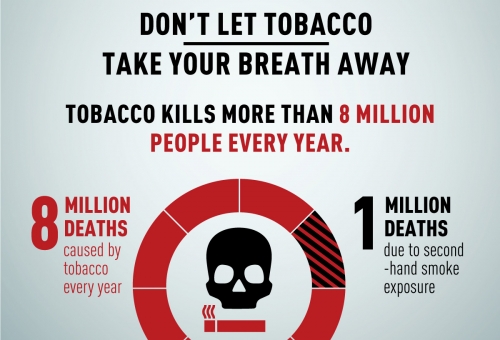 DON'T LET TOBACCO
TAKE YOUR BREATH AWAY
TOBACCO KILLS MORE THAN 8 MILLION
PEOPLE EVERY YEAR.
8 MILLION
DEATHS
caused by
tobacco
every year
1 MILLION
DEATHS
due to second
-hand smoke
exposure